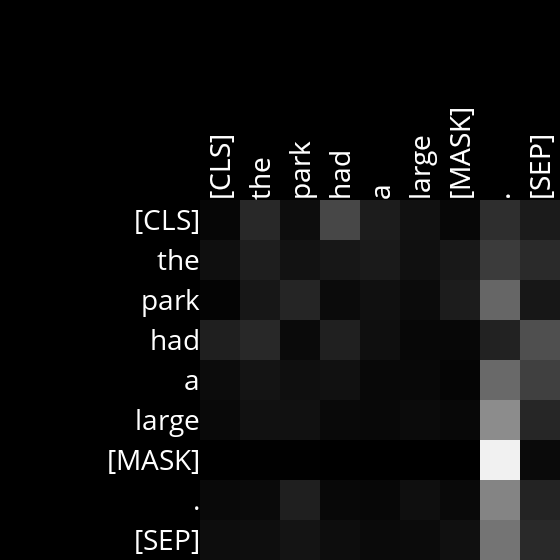 [CLS] the park had a large [MASK] . [SEP]
[CLS]
the
park
had
a
large
[MASK]
.
[SEP]